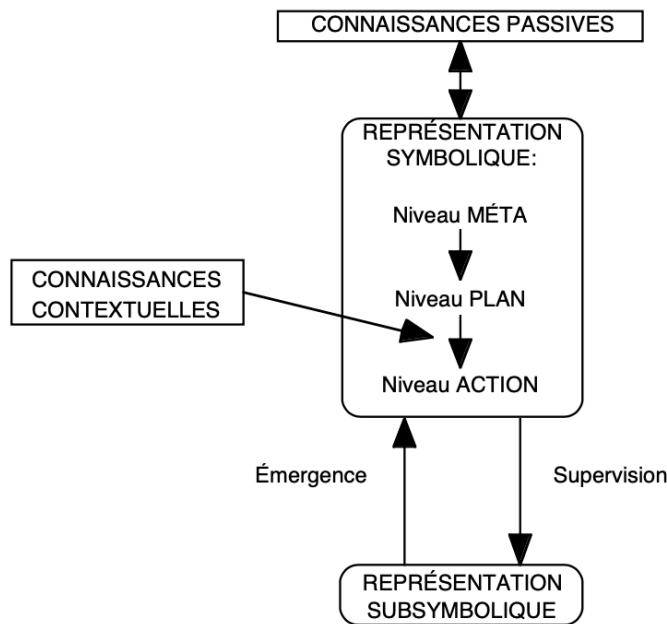 CONNAISSANCES PASSIVES
REPRÉSENTATION
SYMBOLIQUE:
Niveau MÉTA
CONNAISSANCES
CONTEXTUELLES
Niveau PLAN
Niveau ACTION
Émergence
Supervision
REPRÉSENTATION
SUBSYMBOLIQUE